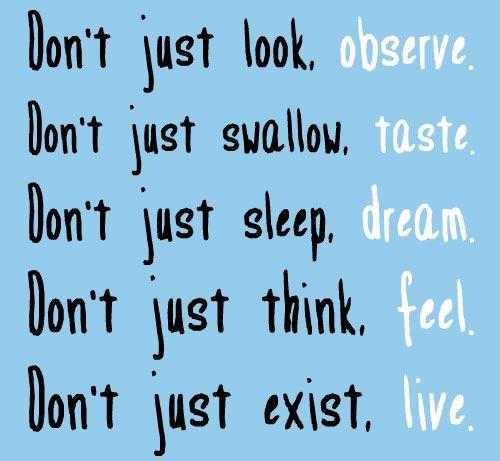 Don't just look, observe.
Don't just swallow, taste.
Don't just sleep, dream.
Don't just think, feel.
Don't just exist, live.